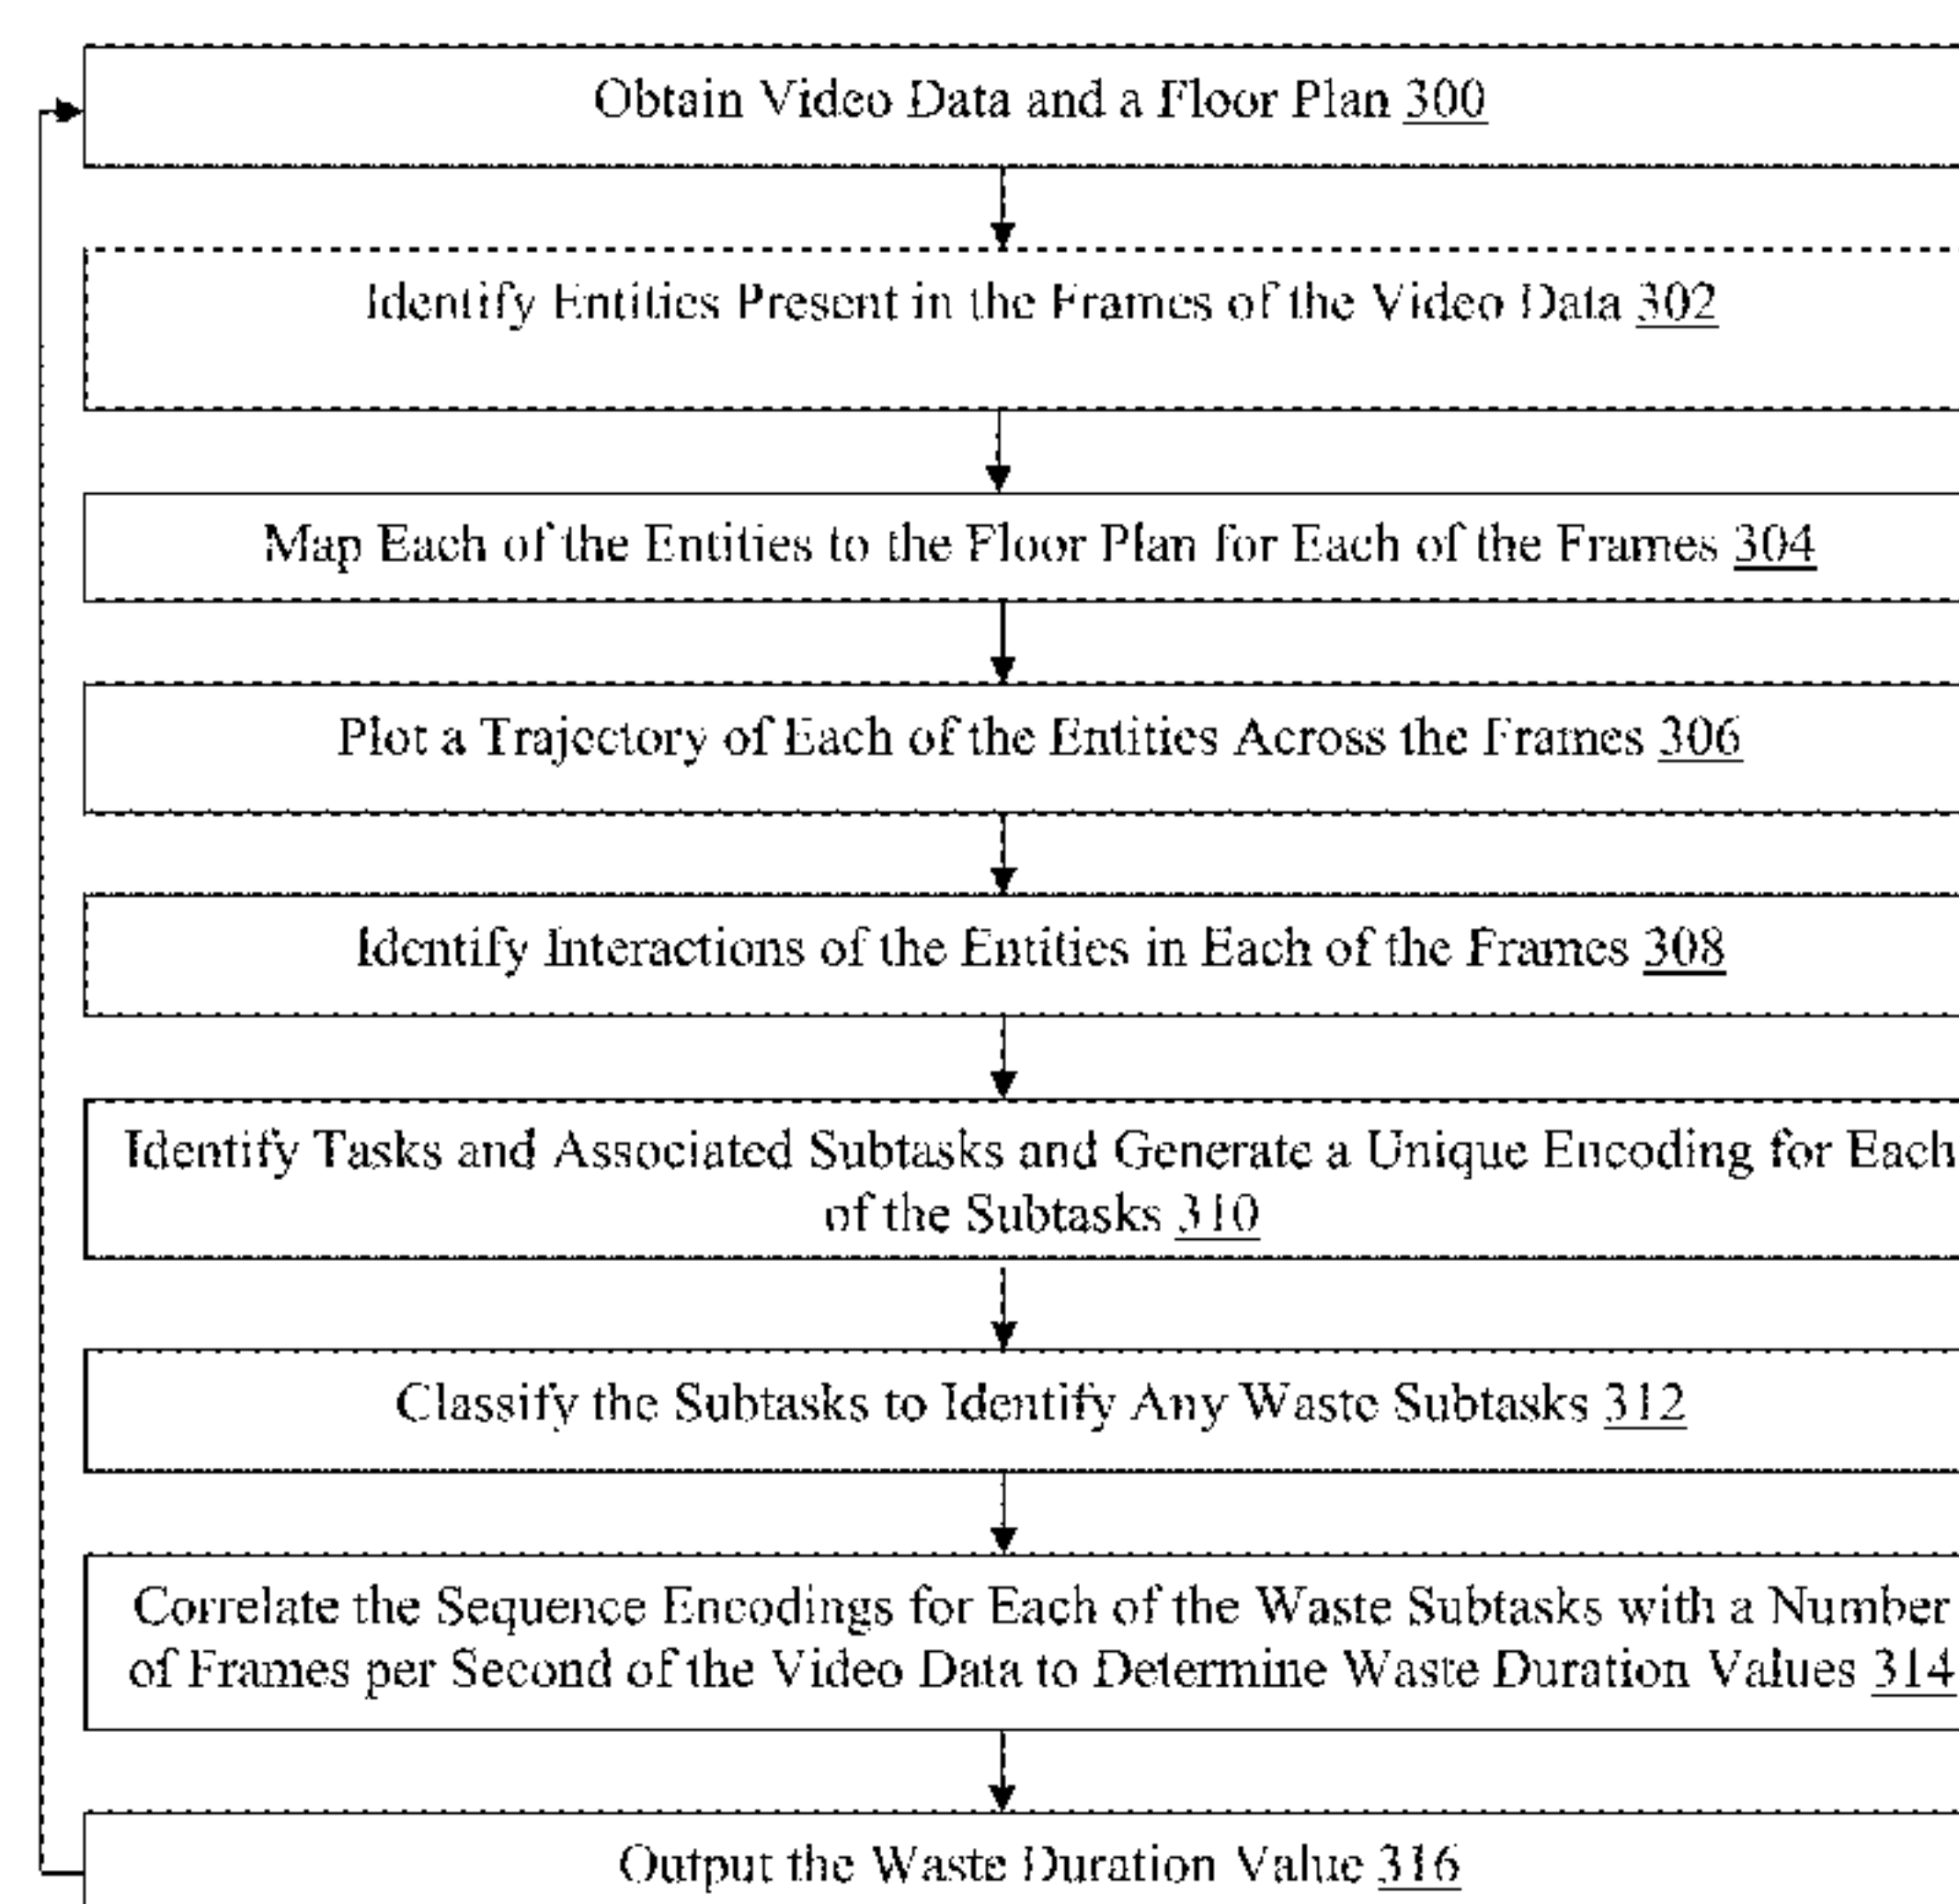 Obtain Video Data and a Floor Plan 300
Identify Entities Present in the Frames of the Video Data 302
Map Each of the Entities to the Floor Plan for Each of the Frames 304
Plot a Trajectory of Each of the Entities Across the Frames 306
Identify Interactions of the Entities in Each of the Frames 308
Identify Tasks and Associated Subtasks and Generate a Unique Encoding for Each
of the Subtasks 310
Classify the Subtasks to Identify Any Waste Subtasks 312
Correlate the Sequence Encodings for Each of the Waste Subtasks with a Number
of Frames per Second of the Video Data to Determine Waste Duration Values 314
Output the Waste Duration Value 316